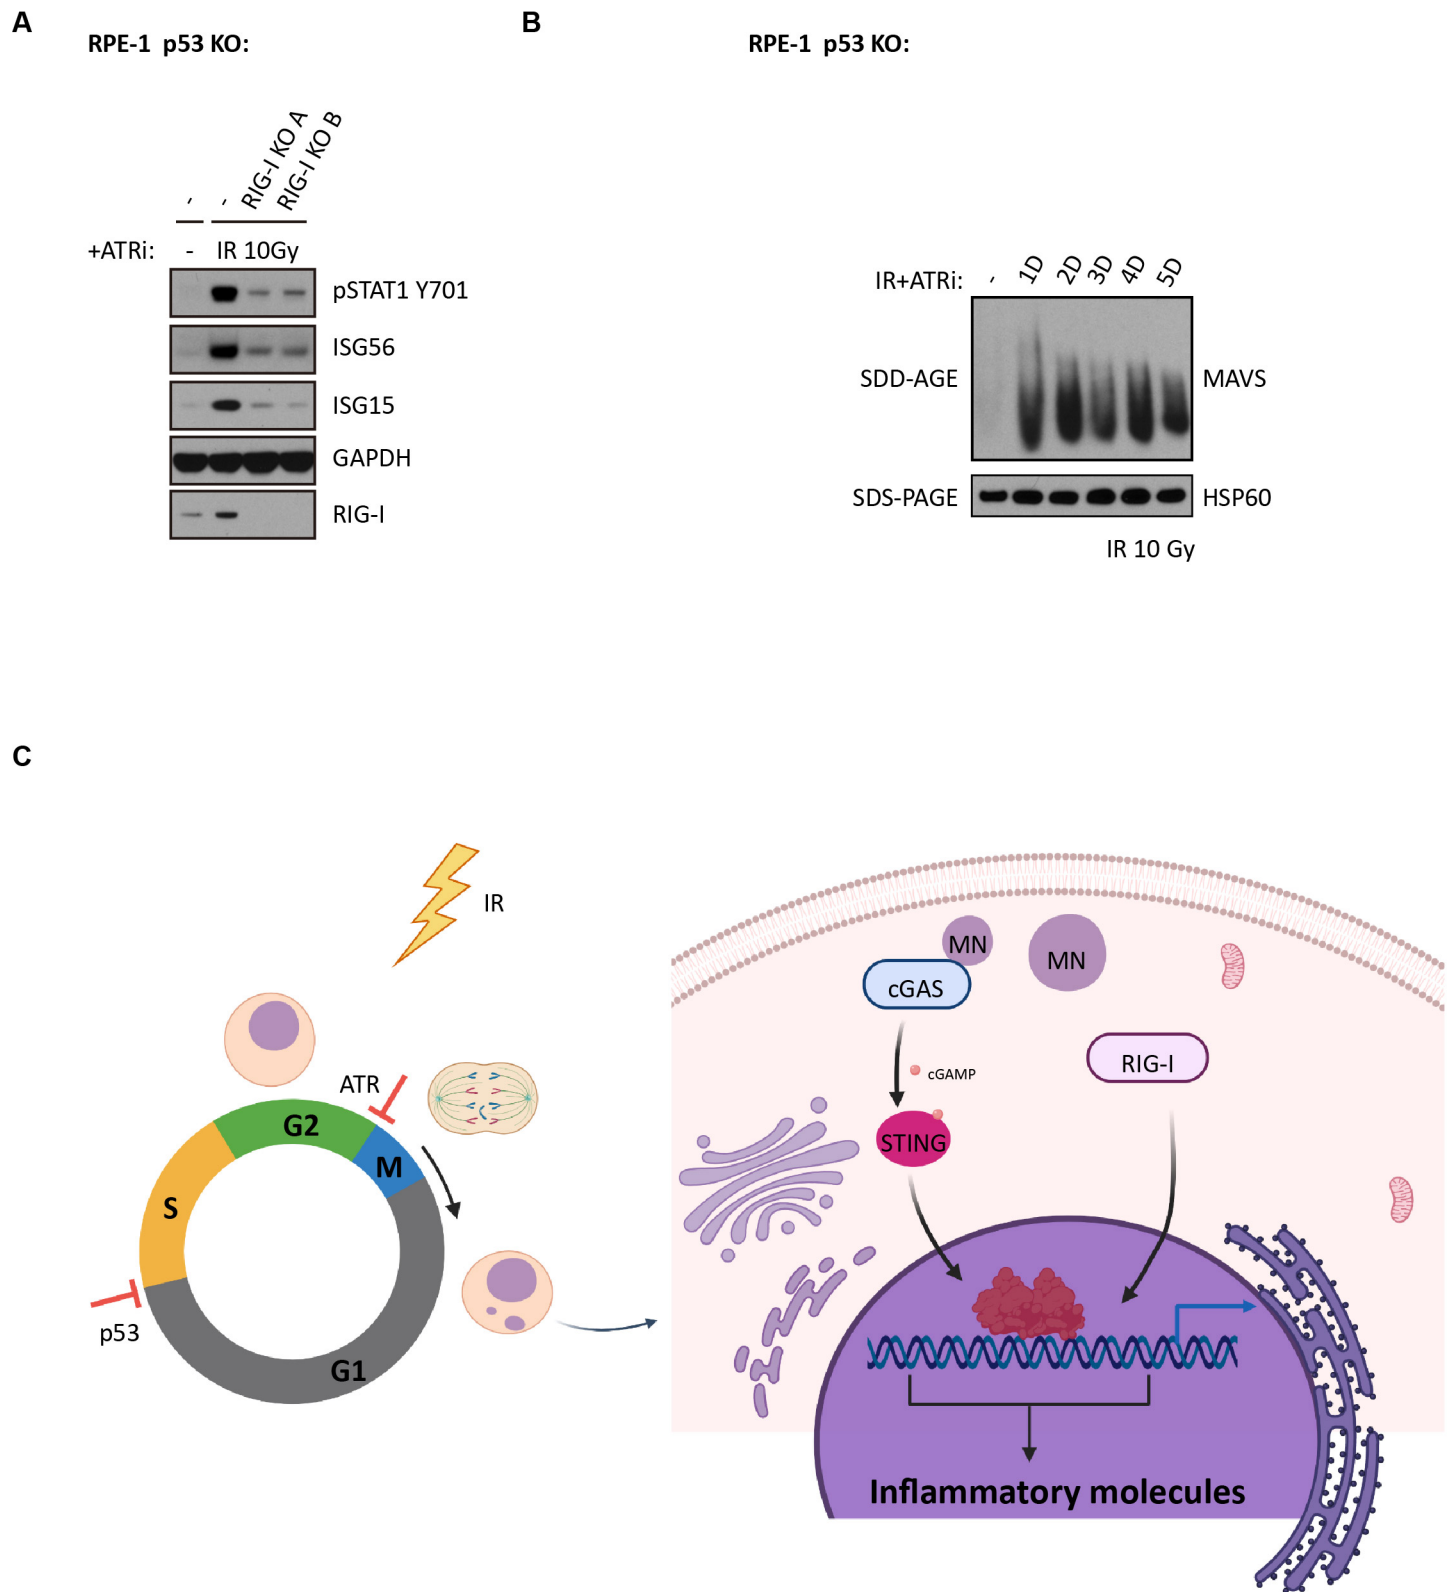 A
RPE-1 p53 KO:
- - RIG-I KO A RIG-I KO B
+ATRi: - IR 10Gy
pSTAT1 Y701
ISG56
ISG15
GAPDH
RIG-I
B
RPE-1 p53 KO:
IR+ATRi: - 1D 2D 3D 4D 5D
SDD-AGE MAVS
SDS-PAGE HSP60
IR 10 Gy
C
IR
ATR
G2
M
S
p53
G1
MN
MN
cGAS
RIG-I
cGAMP
STING
Inflammatory molecules